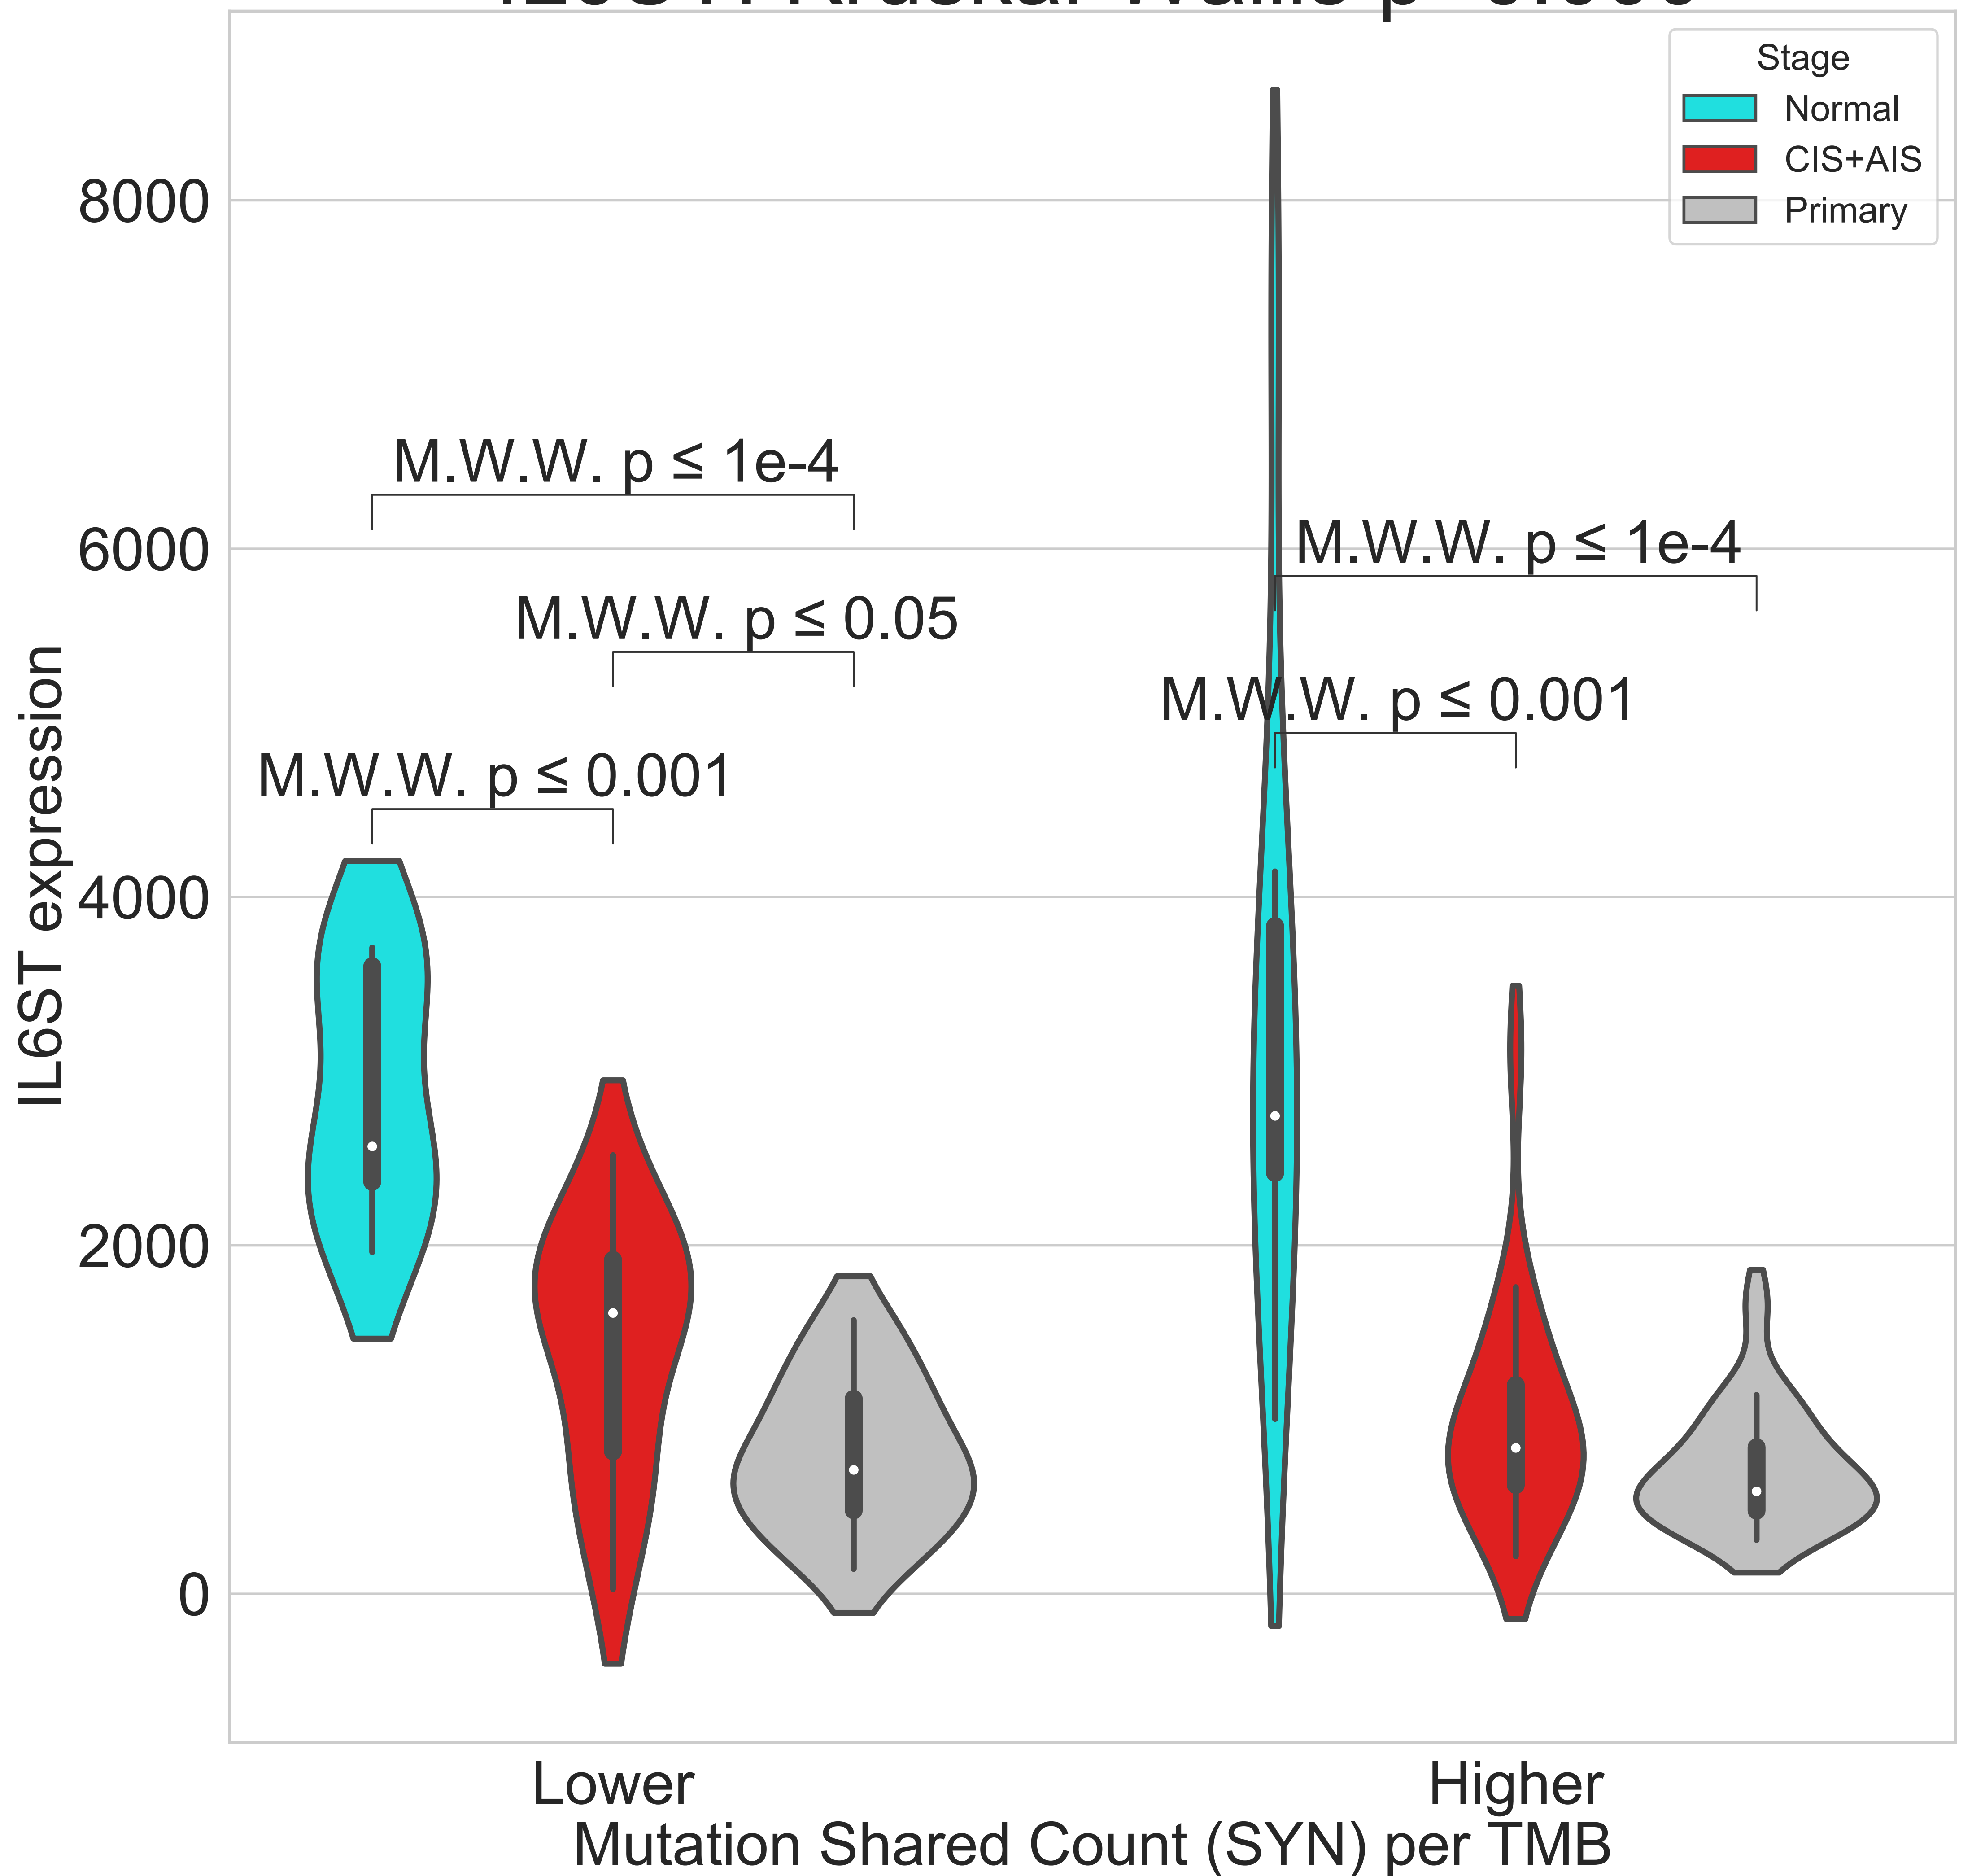 Stage
Normal
CIS+AIS
Primary
8000
6000
4000
2000
0
IL6ST expression
M.W.W. p ≤ 1e-4
M.W.W. p ≤ 1e-4
M.W.W. p ≤ 0.05
M.W.W. p ≤ 0.001
M.W.W. p ≤ 0.001
Lower
Higher
Mutation Shared Count (SYN) per TMB